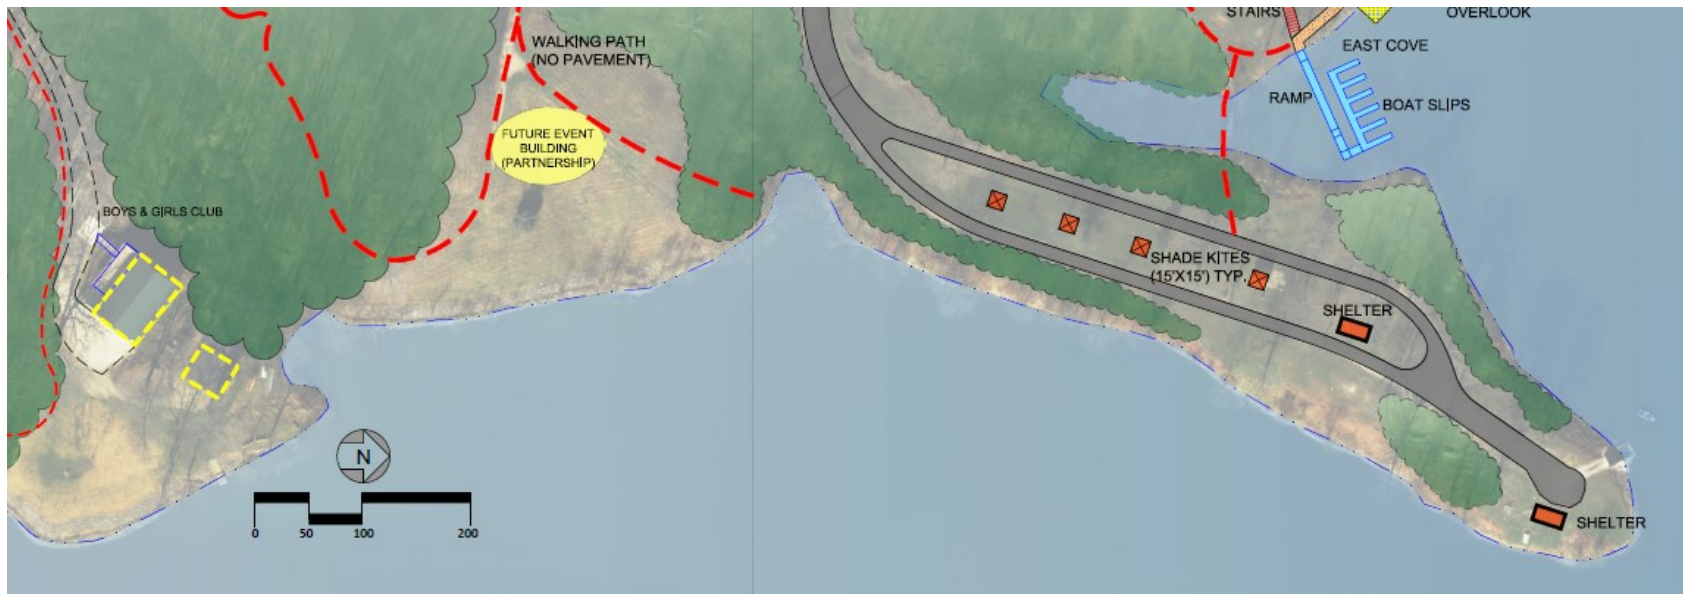 STAIRS
OVERLOOK
WALKING PATH
(NO PAVEMENT)
EAST COVE
RAMP
BOAT SLIPS
FUTURE EVENT
BUILDING
(PARTNERSHIP)
BOYS & GIRLS CLUB
SHADE KITES
(15'X15') TYP.
SHELTER
N
0 50 100 200
SHELTER